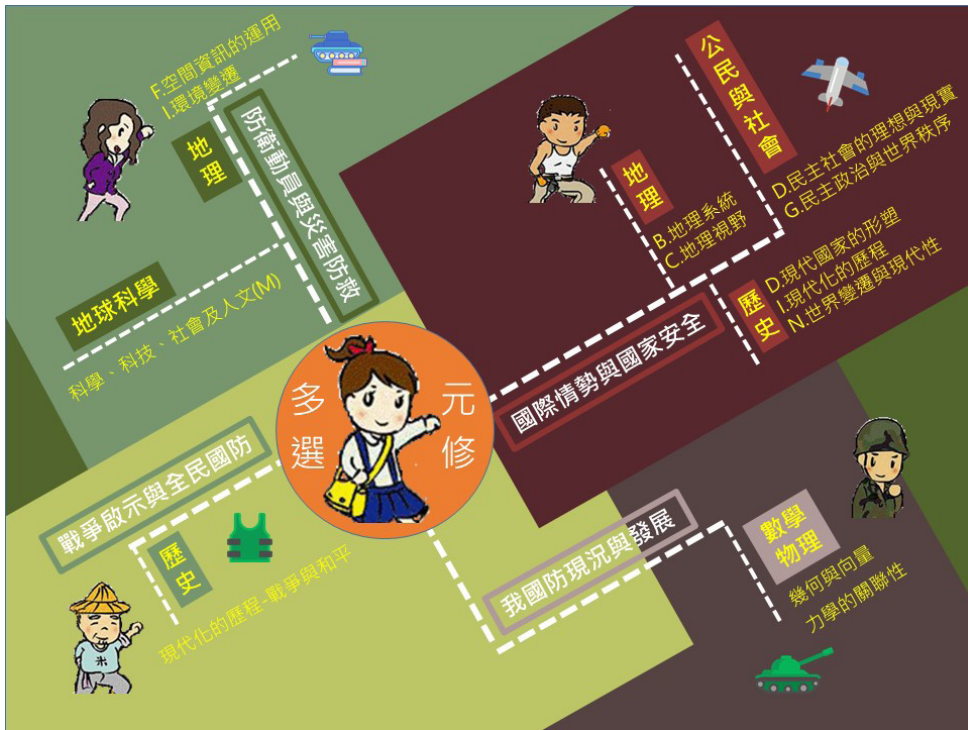 F.空間資訊的運用
I.環境變遷
地理
防衛動員與災害防救
地球科學
科學、科技、社會及人文(M)
公民與社會
D.民主社會的理想與現實
G.民主政治與世界秩序
地理
B.地理系統
C.地理視野
歷史
D.現代國家的形塑
I.現代化的歷程
N.世界變遷與現代性
國際情勢與國家安全
多元
選修
戰爭啟示與全民國防
歷史
現代化的歷程-戰爭與和平
我國防現況與發展
數學
物理
幾何與向量
力學的關聯性
米